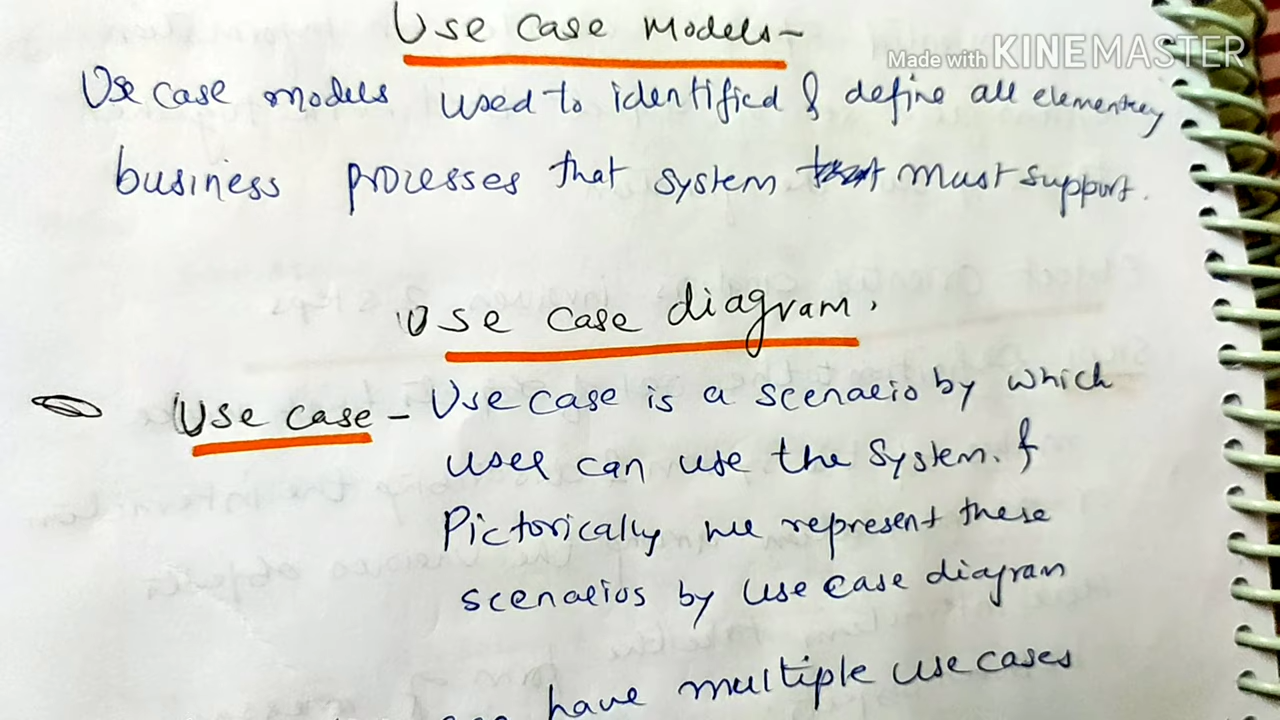 Use Case Models-
Made with KINEMASTER
Use case models used to identified & define all elementrey
business processes that system must support.
Use case diagram.
Use case - Use case is a scenario by which
user can use the system. &
Pictorically we represent these
scenarios by use case diagram
have multiple use cases